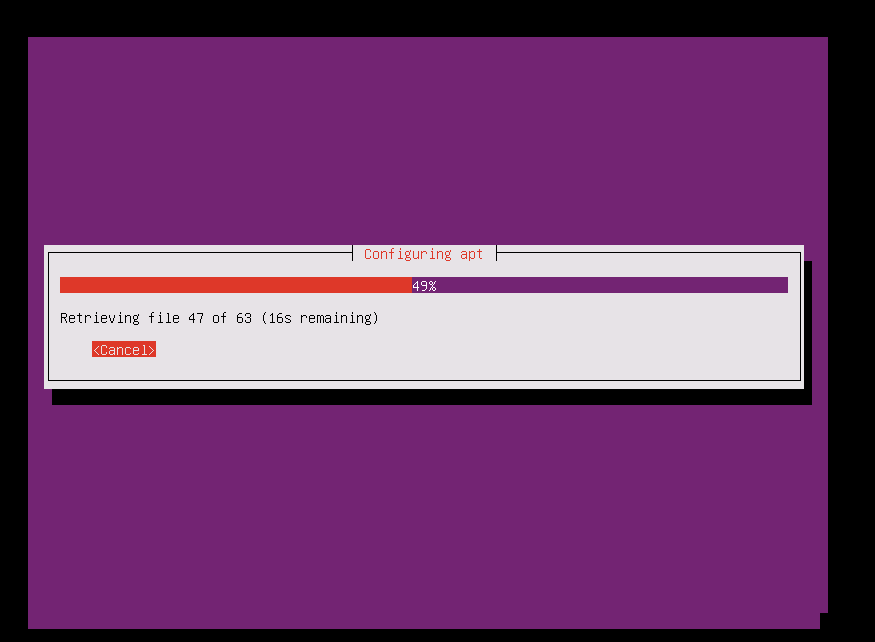 Configuring apt
49%
Retrieving file 47 of 63 (16s remaining)
<Cancel>